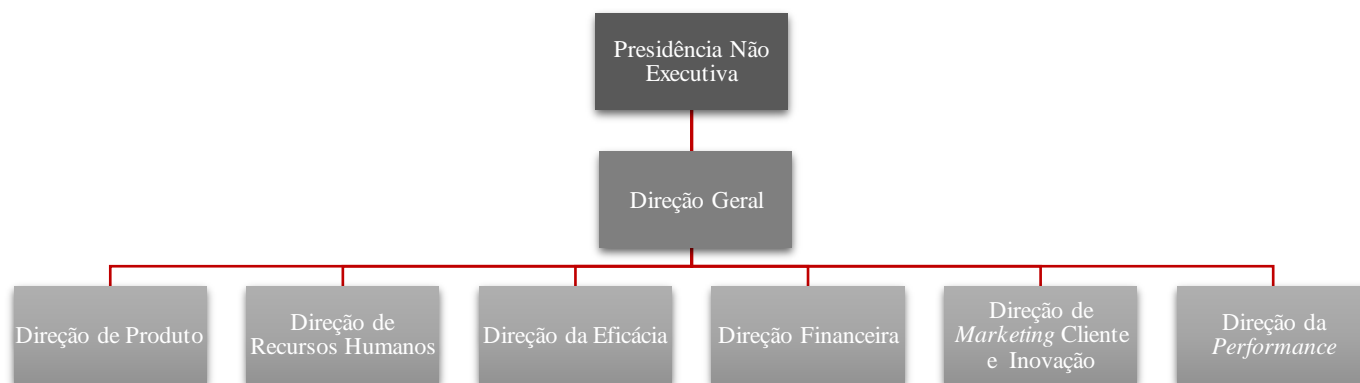 Presidência Não
Executiva
Direção Geral
Direção de Produto
Direção de
Recursos Humanos
Direção da Eficácia
Direção Financeira
Direção de
Marketing Cliente
e Inovação
Direção da
Performance